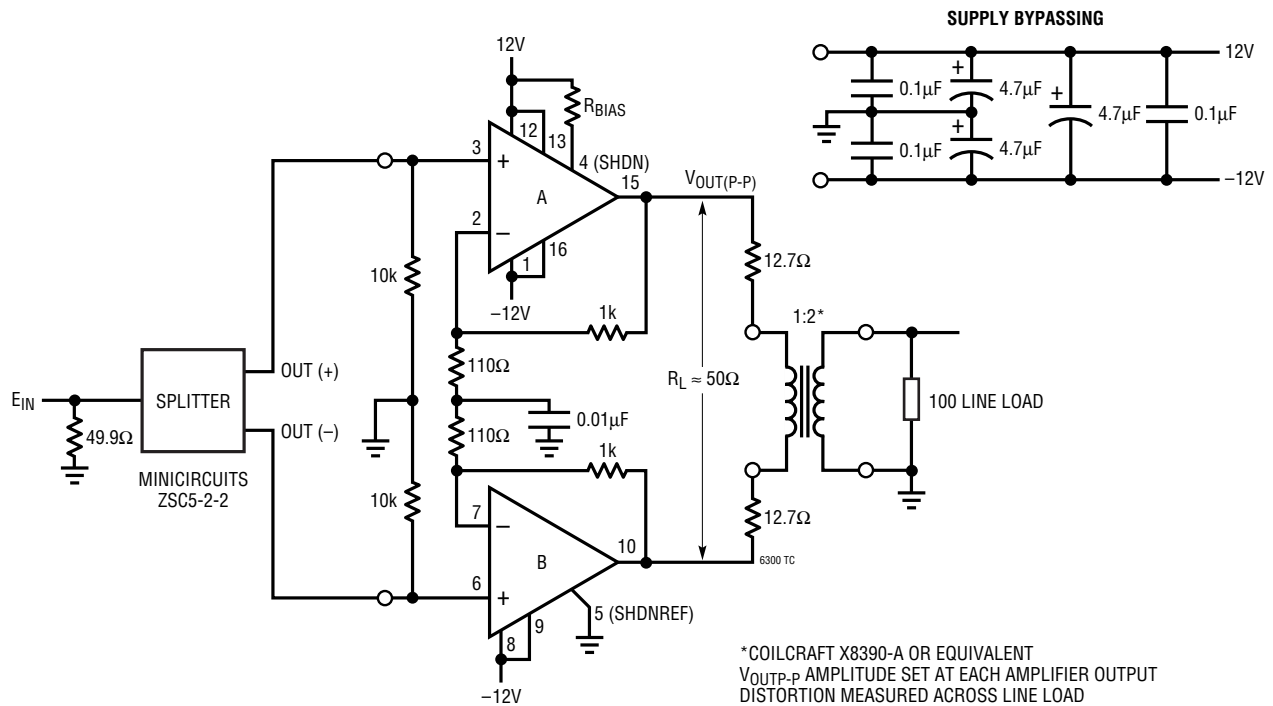 SUPPLY BYPASSING
12V
12V
0.1µF
+
4.7µF
+
4.7µF
0.1µF
0.1µF
+
4.7µF
–12V
RBIAS
12
13
3
+
4 (SHDN)
15
VOUT(P-P)
A
2
–
1
16
–12V
12.7Ω
10k
1k
1:2*
110Ω
RL ≈ 50Ω
EIN
SPLITTER
OUT (+)
OUT (–)
49.9Ω
MINICIRCUITS
ZSC5-2-2
0.01µF
100 LINE LOAD
110Ω
1k
10k
7
–
10
12.7Ω
B
6300 TC
6
+
5 (SHDNREF)
8
9
–12V
*COILCRAFT X8390-A OR EQUIVALENT
VOUTP-P AMPLITUDE SET AT EACH AMPLIFIER OUTPUT
DISTORTION MEASURED ACROSS LINE LOAD